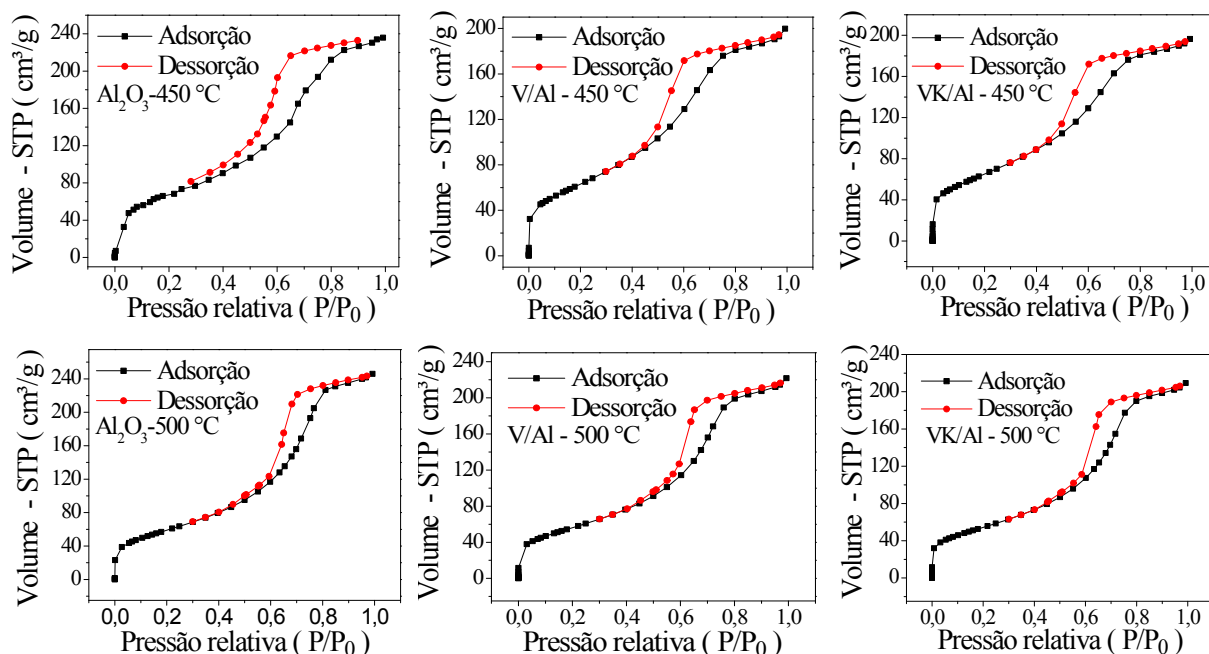 Volume - STP ( cm³/g )
240
200
160
120
80
40
0
Adsorção
Dessorção
Al₂O₃-450 °C
0,0 0,2 0,4 0,6 0,8 1,0
Pressão relativa ( P/P₀ )
Volume - STP ( cm³/g )
200
160
120
80
40
0
Adsorção
Dessorção
V/Al - 450 °C
0,0 0,2 0,4 0,6 0,8 1,0
Pressão relativa ( P/P₀ )
Volume - STP ( cm³/g )
200
160
120
80
40
0
Adsorção
Dessorção
VK/Al - 450 °C
0,0 0,2 0,4 0,6 0,8 1,0
Pressão relativa ( P/P₀ )
Volume - STP ( cm³/g )
240
200
160
120
80
40
0
Adsorção
Dessorção
Al₂O₃-500 °C
0,0 0,2 0,4 0,6 0,8 1,0
Pressão relativa ( P/P₀ )
Volume - STP ( cm³/g )
240
200
160
120
80
40
0
Adsorção
Dessorção
V/Al - 500 °C
0,0 0,2 0,4 0,6 0,8 1,0
Pressão relativa ( P/P₀ )
Volume - STP ( cm³/g )
240
200
160
120
80
40
0
Adsorção
Dessorção
VK/Al - 500 °C
0,0 0,2 0,4 0,6 0,8 1,0
Pressão relativa ( P/P₀ )